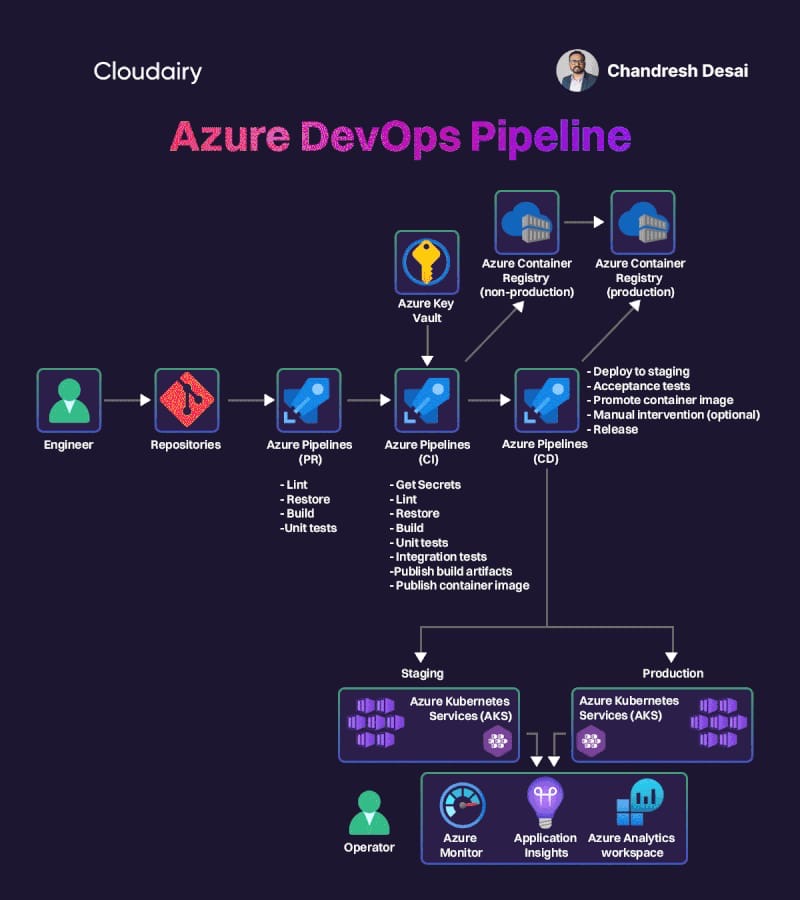 Cloudairy
Chandresh Desai
Azure DevOps Pipeline
Azure Container
Registry
(non-production)
Azure Container
Registry
(production)
Azure Key
Vault
Engineer
Repositories
Azure Pipelines
(PR)
- Lint
- Restore
- Build
-Unit tests
Azure Pipelines
(CI)
- Get Secrets
- Lint
- Restore
- Build
- Unit tests
- Integration tests
-Publish build artifacts
- Publish container image
Azure Pipelines
(CD)
- Deploy to staging
- Acceptance tests
- Promote container image
- Manual intervention (optional)
- Release
Staging
Production
Azure Kubernetes
Services (AKS)
Azure Kubernetes
Services (AKS)
Operator
Azure
Monitor
Application
Insights
Azure Analytics
workspace